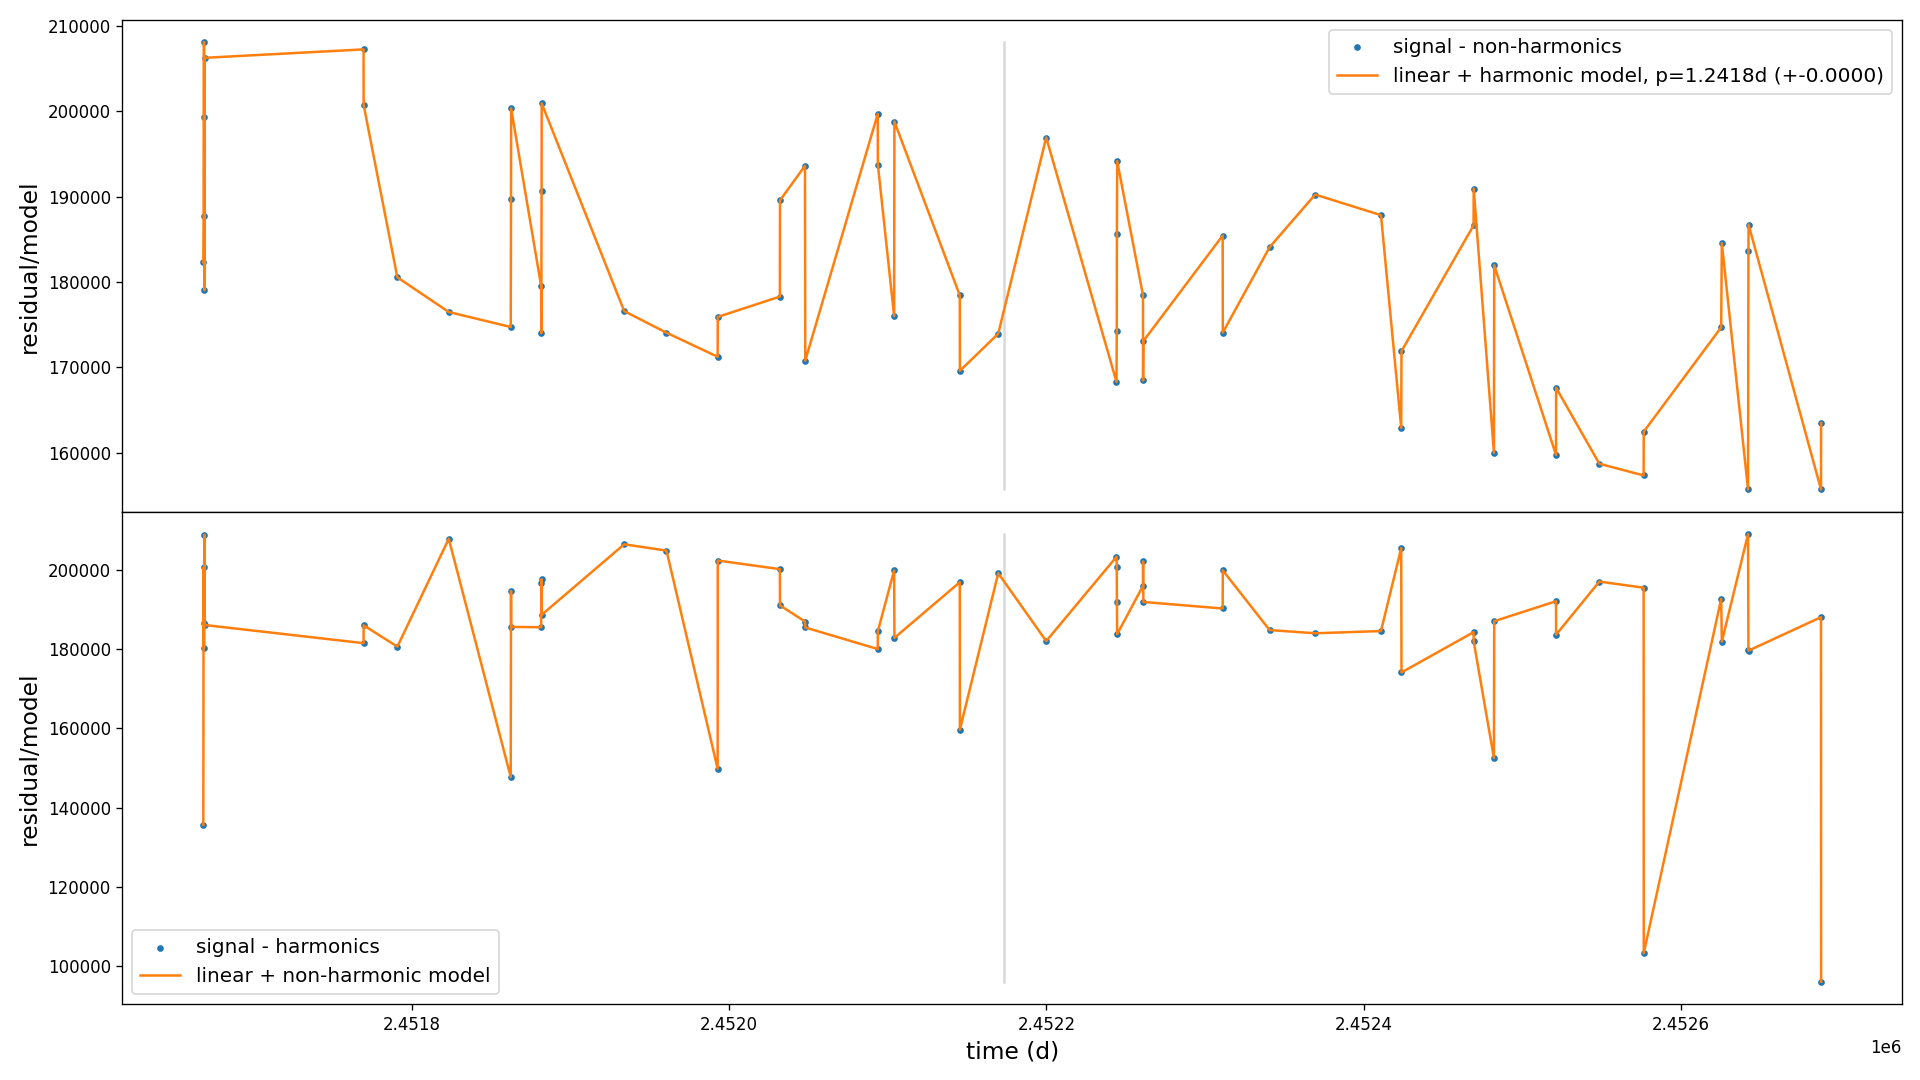 210000
200000
190000
180000
170000
160000
residual/model
signal - non-harmonics
linear + harmonic model, p=1.2418d (+-0.0000)
200000
180000
160000
140000
120000
100000
residual/model
signal - harmonics
linear + non-harmonic model
2.4518 2.4520 2.4522 2.4524 2.4526
1e6
time (d)